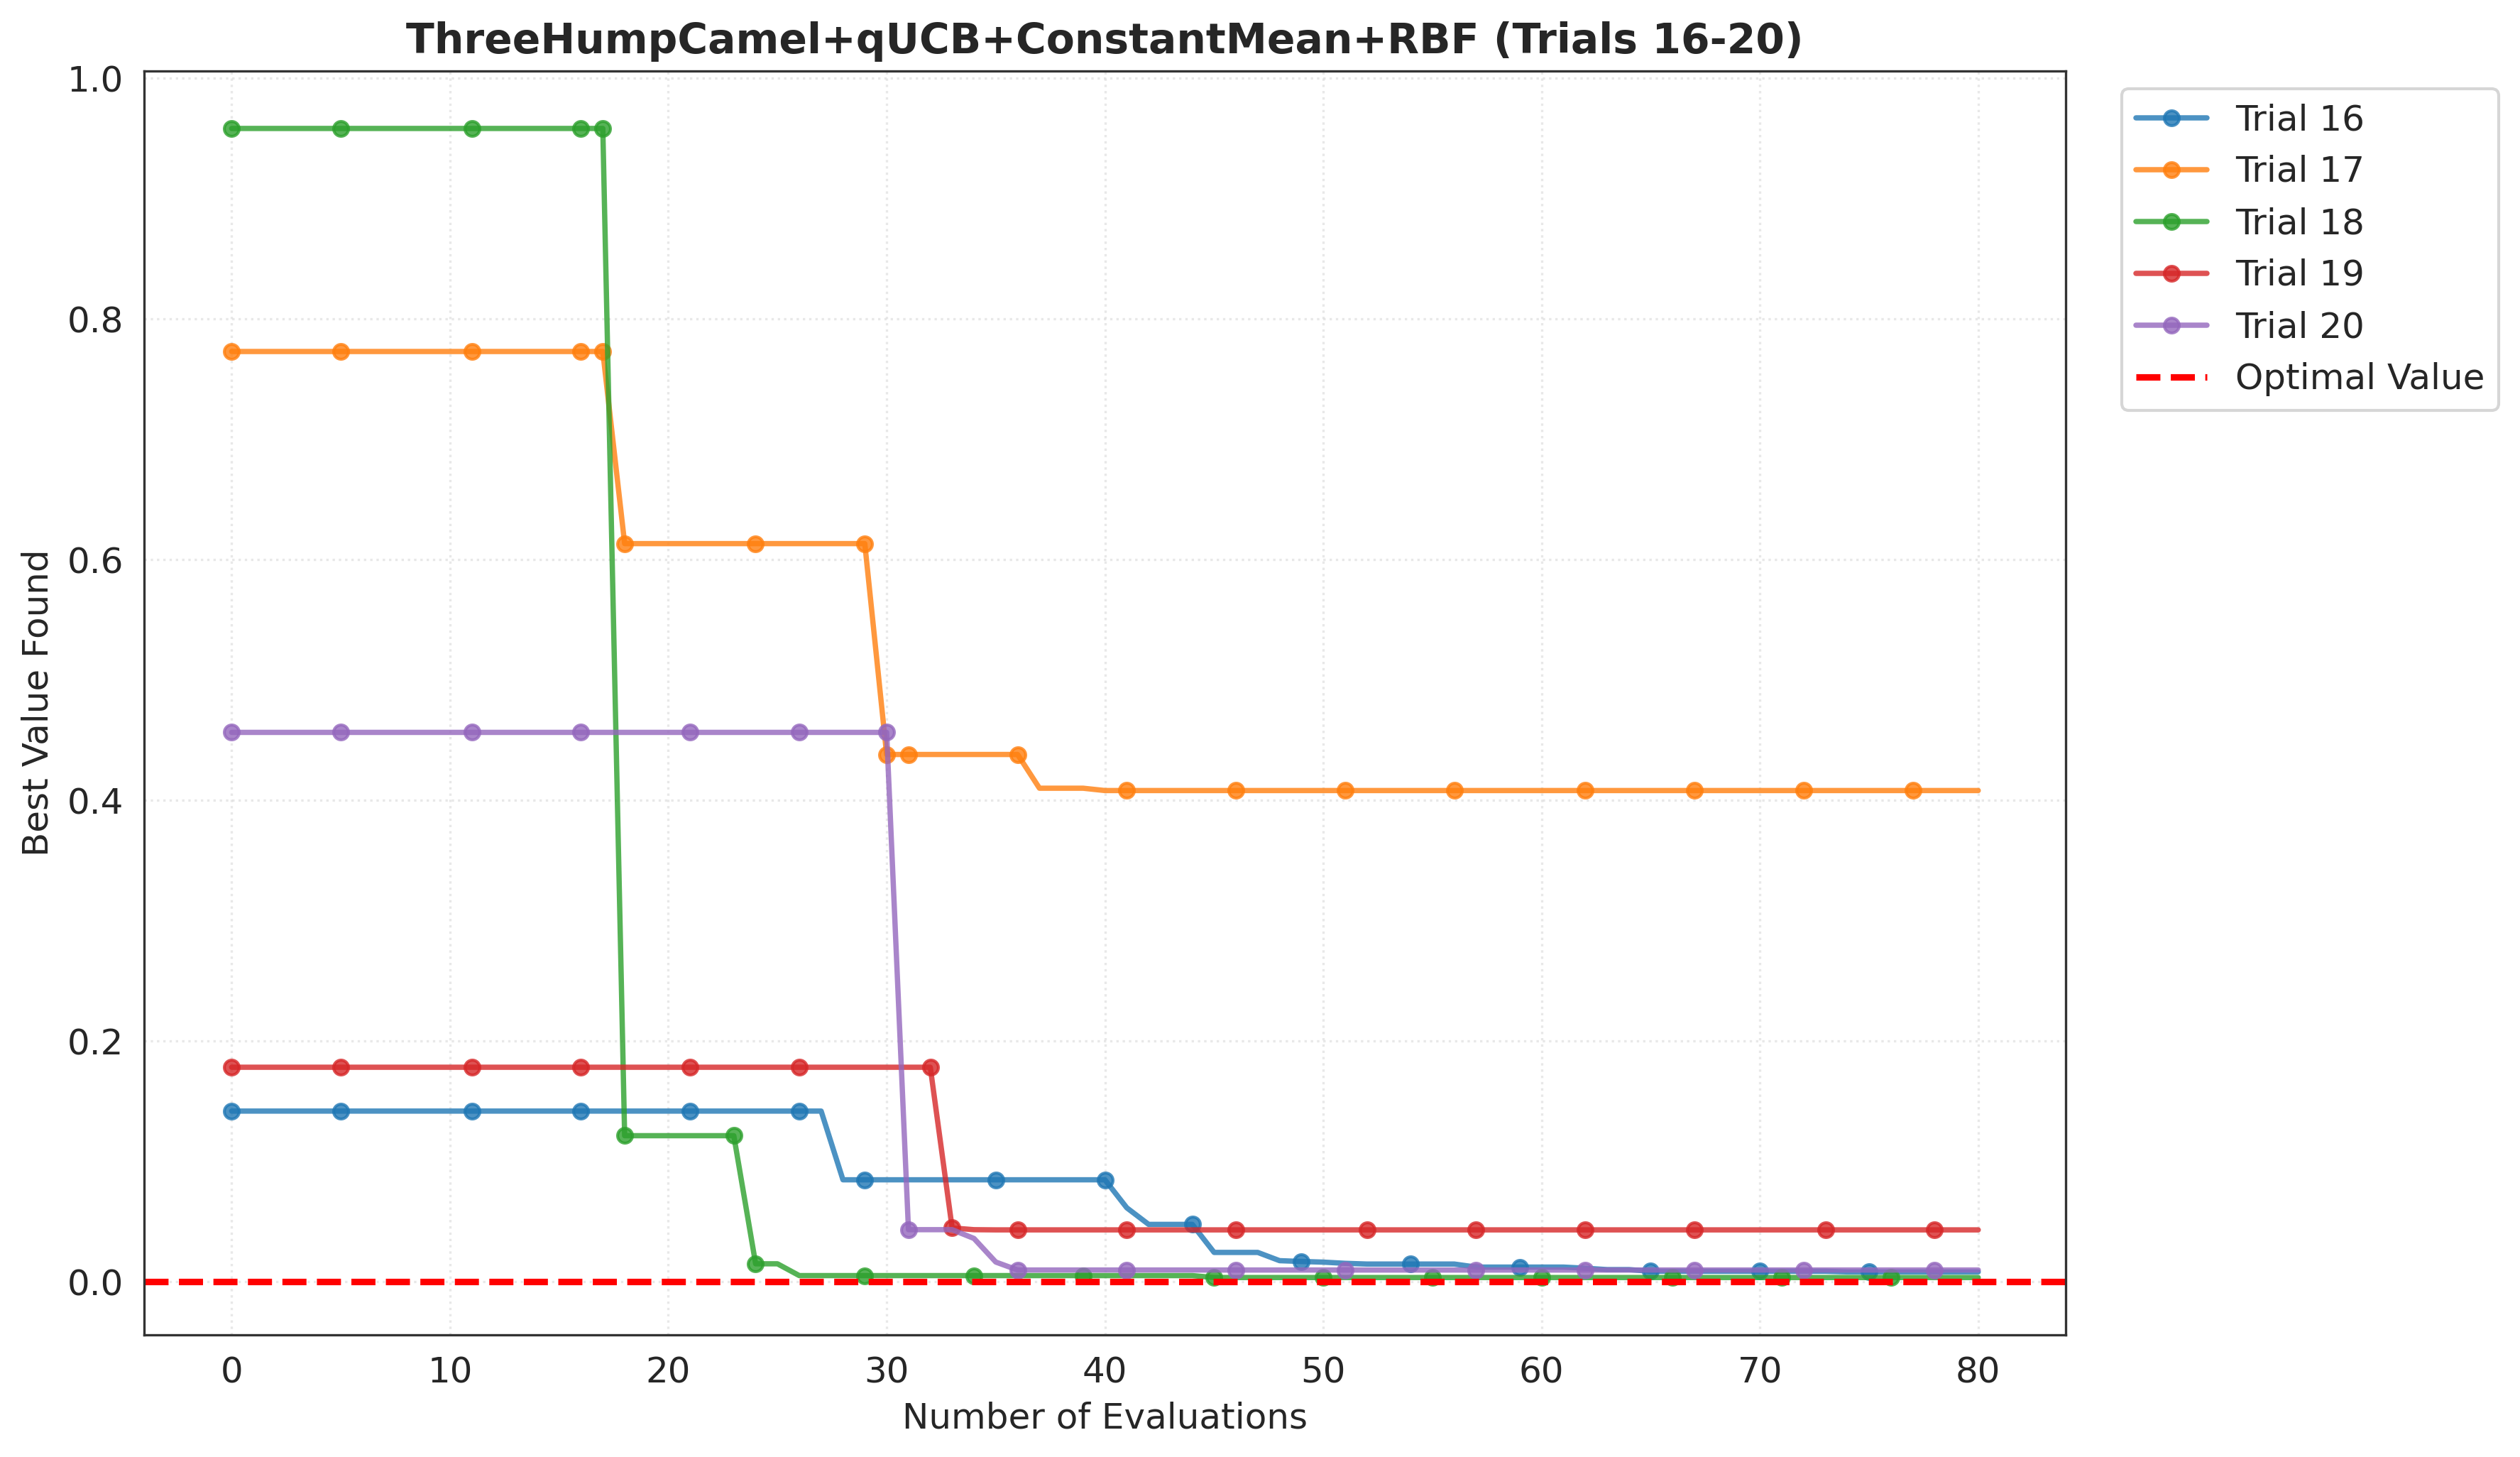 ThreeHumpCamel+qUCB+ConstantMean+RBF (Trials 16-20)
1.0
0.8
0.6
0.4
0.2
0.0
Best Value Found
0 10 20 30 40 50 60 70 80
Number of Evaluations
Trial 16
Trial 17
Trial 18
Trial 19
Trial 20
Optimal Value